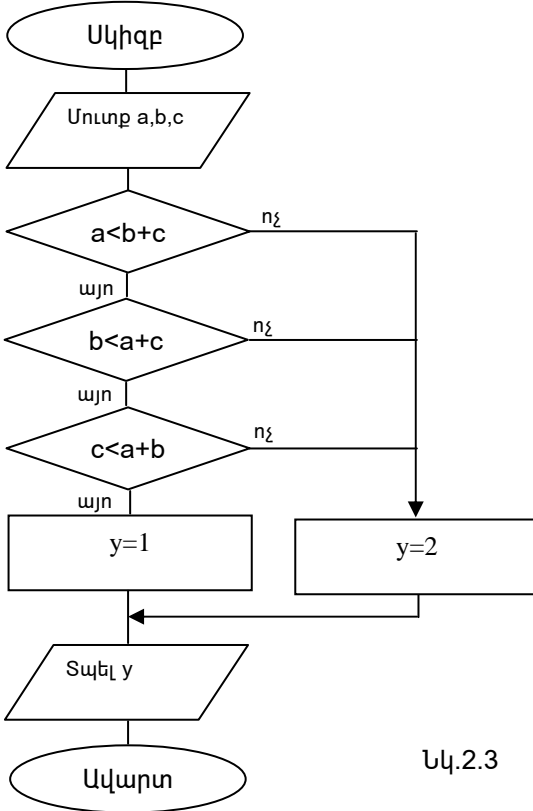 Սկիզբ
Մուտք a,b,c
a<b+c
ոչ
այո
b<a+c
ոչ
այո
c<a+b
ոչ
այո
y=1
y=2
Տպել y
Ավարտ
Նկ.2.3